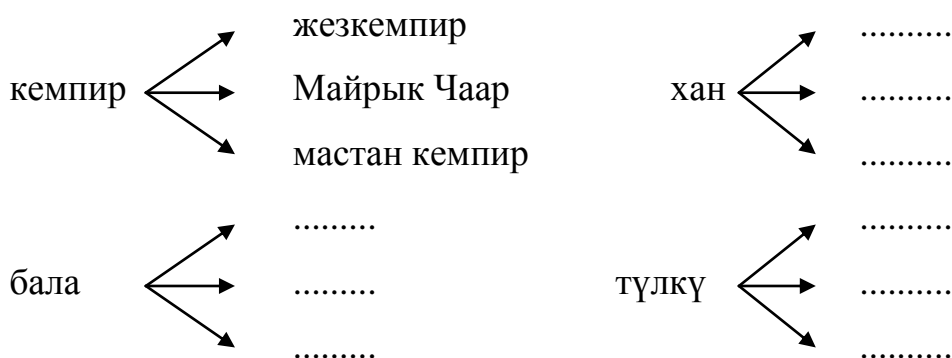 жезкемпир ..........
кемпир Майрык Чаар хан ..........
мастан кемпир ..........
......... ..........
бала ......... түлкү ..........
......... ..........